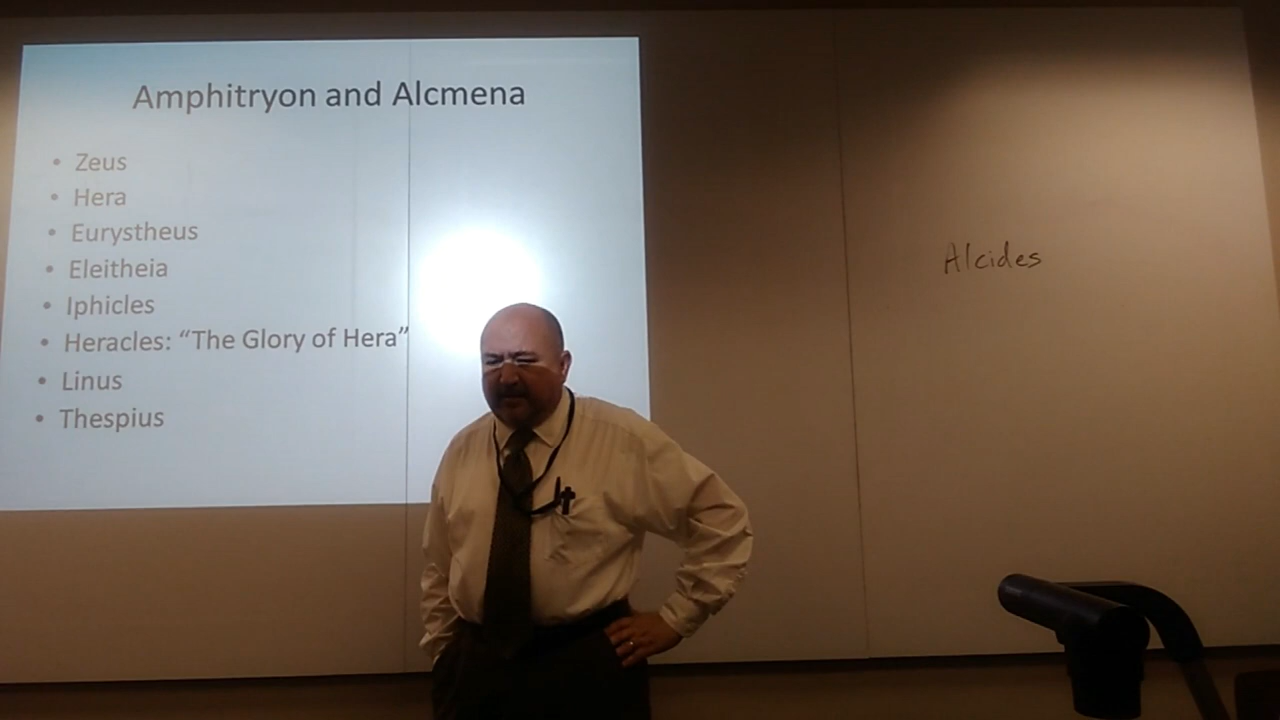 Amphitryon and Alcmena
• Zeus
• Hera
• Eurystheus
• Eleitheia
• Iphicles
• Heracles: “The Glory of Hera”
• Linus
• Thespius
Alcides